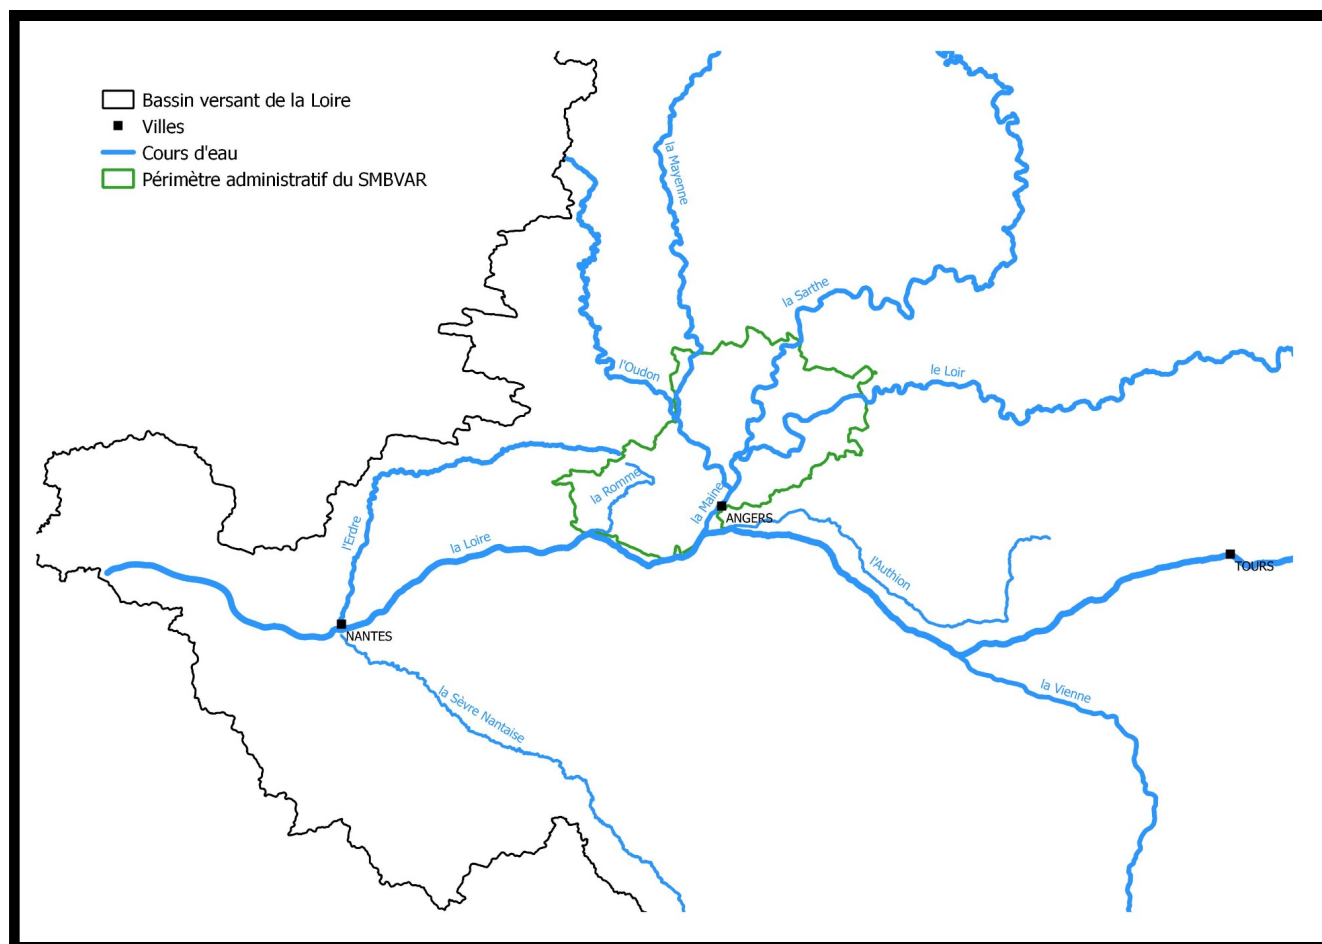 Bassin versant de la Loire
Villes
Cours d'eau
Périmètre administratif du SMBVAR
la Mayenne
la Sarthe
l'Oudon
le Loir
la Romme
la Maine
ANGERS
l'Erdre
la Loire
l'Authion
TOURS
NANTES
la Sèvre Nantaise
la Vienne